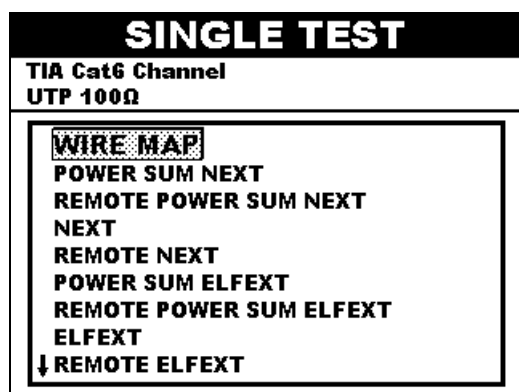 SINGLE TEST
TIA Cat6 Channel
UTP 100Ω
WIRE MAP
POWER SUM NEXT
REMOTE POWER SUM NEXT
NEXT
REMOTE NEXT
POWER SUM ELFEXT
REMOTE POWER SUM ELFEXT
ELFEXT
↓ REMOTE ELFEXT